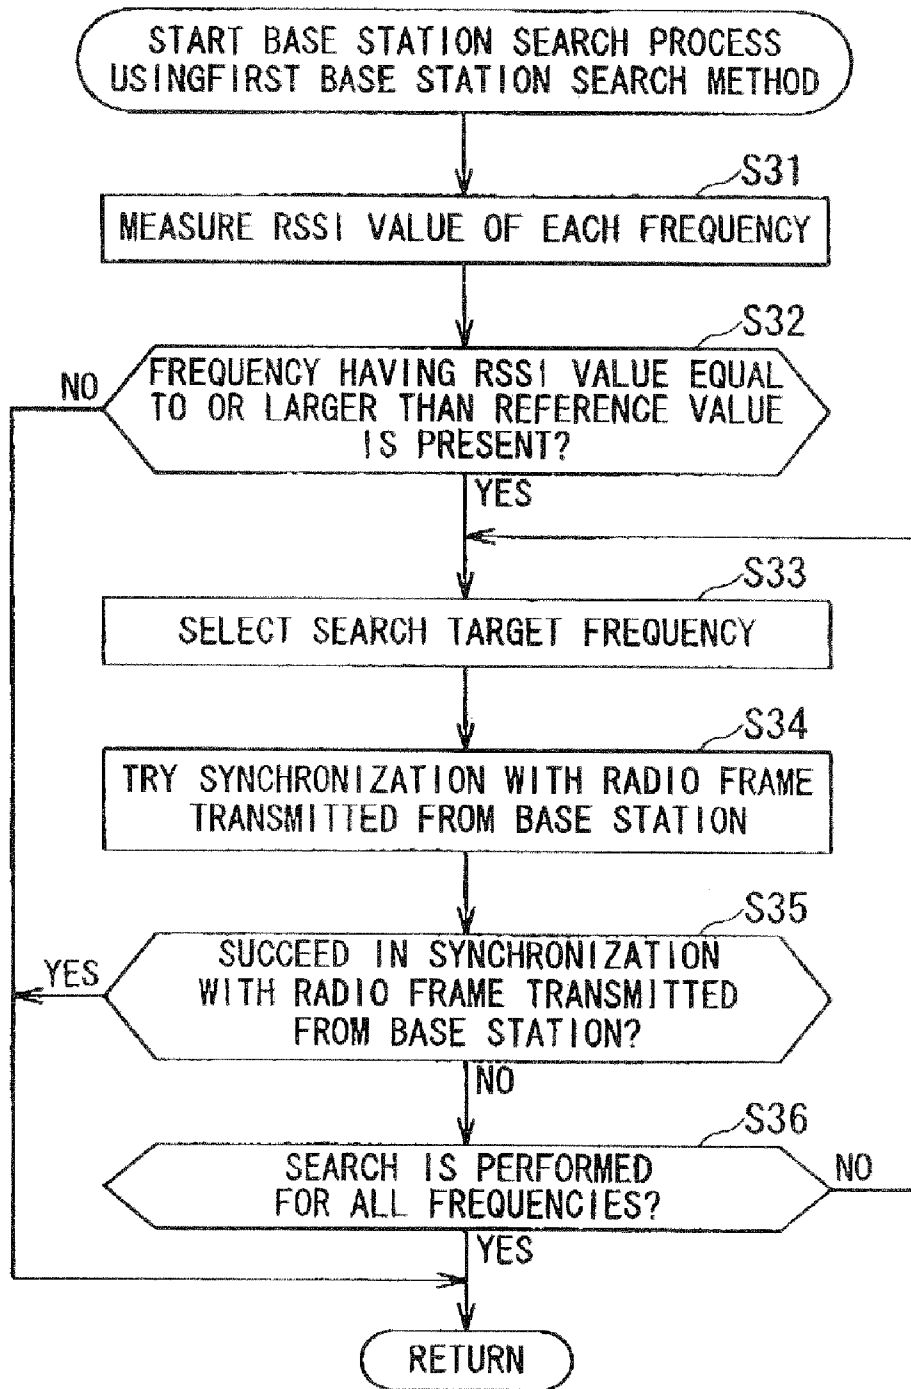 START BASE STATION SEARCH PROCESS
USINGFIRST BASE STATION SEARCH METHOD
S31
MEASURE RSSI VALUE OF EACH FREQUENCY
S32
FREQUENCY HAVING RSSI VALUE EQUAL
TO OR LARGER THAN REFERENCE VALUE
IS PRESENT?
NO
YES
S33
SELECT SEARCH TARGET FREQUENCY
S34
TRY SYNCHRONIZATION WITH RADIO FRAME
TRANSMITTED FROM BASE STATION
S35
SUCCEED IN SYNCHRONIZATION
WITH RADIO FRAME TRANSMITTED
FROM BASE STATION?
YES
NO
S36
SEARCH IS PERFORMED
FOR ALL FREQUENCIES?
NO
YES
RETURN